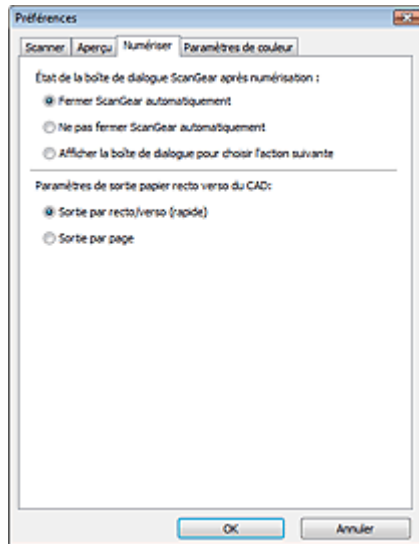 Préférences
Scanner Aperçu Numériser Paramètres de couleur
État de la boîte de dialogue ScanGear après numérisation :
Fermer ScanGear automatiquement
Ne pas fermer ScanGear automatiquement
Afficher la boîte de dialogue pour choisir l'action suivante
Paramètres de sortie papier recto verso du CAD:
Sortie par recto/verso (rapide)
Sortie par page
OK Annuler